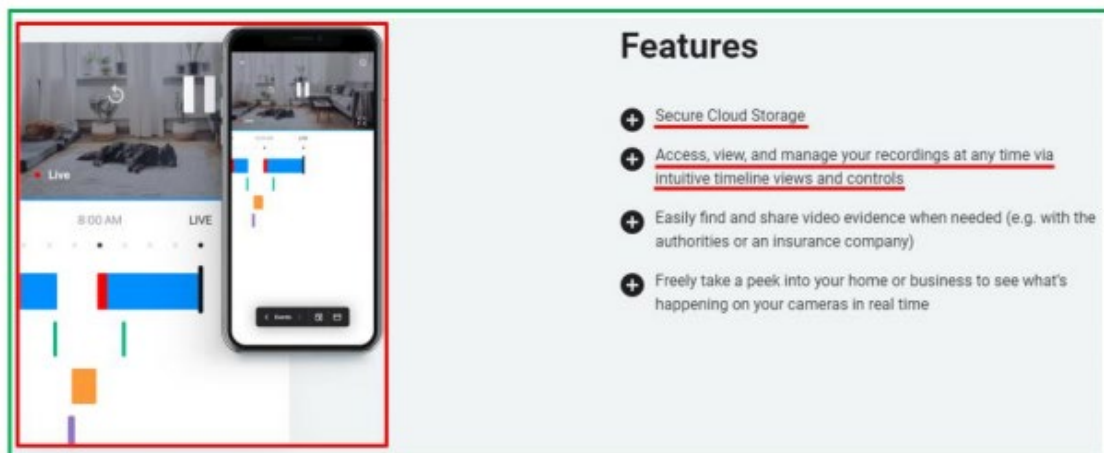 Features
Secure Cloud Storage
Access, view, and manage your recordings at any time via
intuitive timeline views and controls
Easily find and share video evidence when needed (e.g. with the
authorities or an insurance company)
Freely take a peek into your home or business to see what's
happening on your cameras in real time
Live
8:00 AM LIVE
LIVE
Events